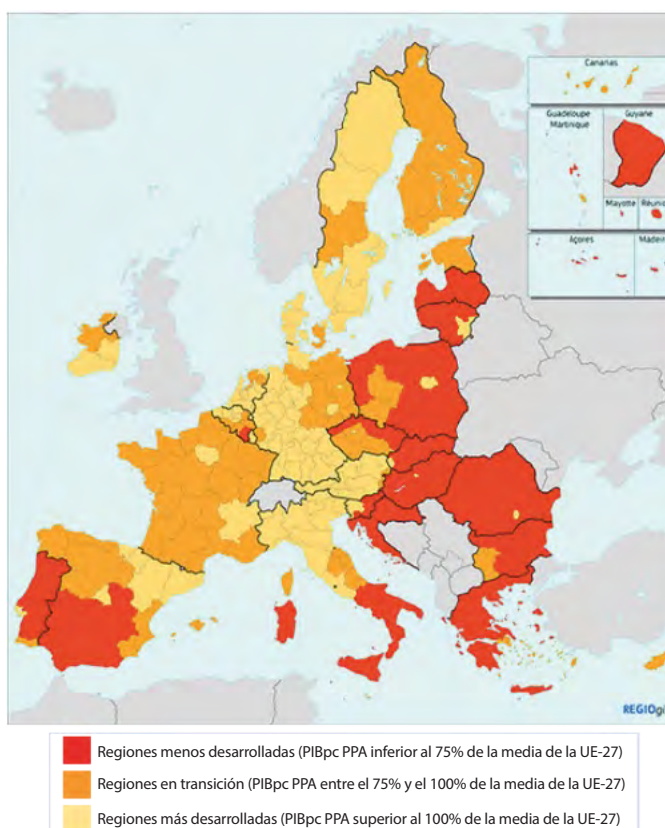 Canarias
Guadeloupe
Martinique
Guyane
Mayotte
Açores
REGIO
Regiones menos desarrolladas (PIBpc PPA inferior al 75% de la media de la UE-27)
Regiones en transición (PIBpc PPA entre el 75% y el 100% de la media de la UE-27)
Regiones más desarrolladas (PIBpc PPA superior al 100% de la media de la UE-27)